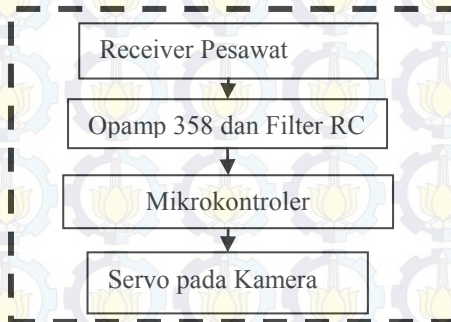 Receiver Pesawat
Opamp 358 dan Filter RC
Mikrokontroler
Servo pada Kamera